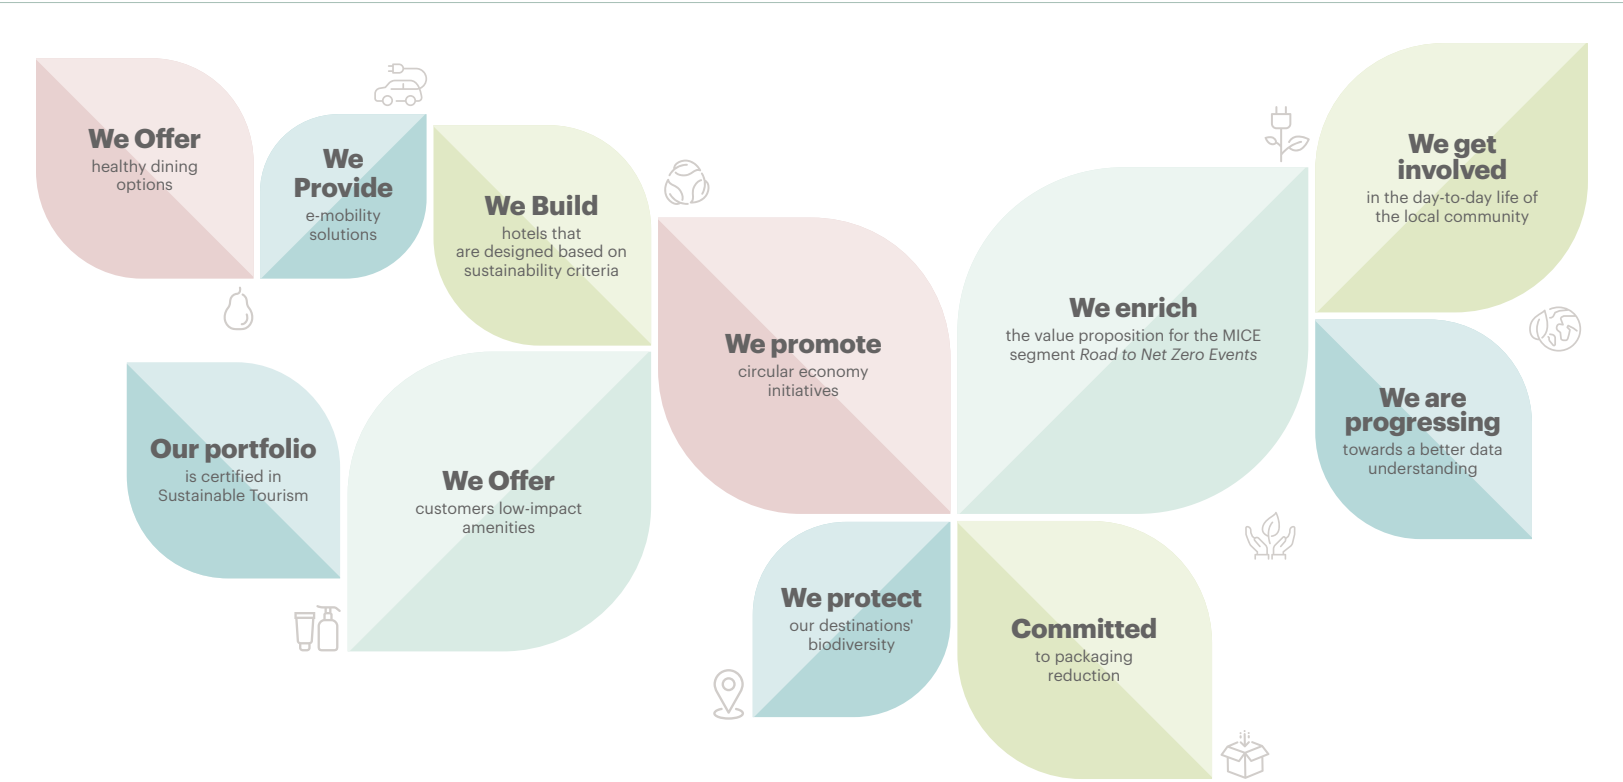 We Offer
healthy dining
options
We
Provide
e-mobility
solutions
We Build
hotels that
are designed based on
sustainability criteria
Our portfolio
is certified in
Sustainable Tourism
We Offer
customers low-impact
amenities
We promote
circular economy
initiatives
We protect
our destinations'
biodiversity
We enrich
the value proposition for the MICE
segment Road to Net Zero Events
Committed
to packaging
reduction
We get
involved
in the day-to-day life of
the local community
We are
progressing
towards a better data
understanding